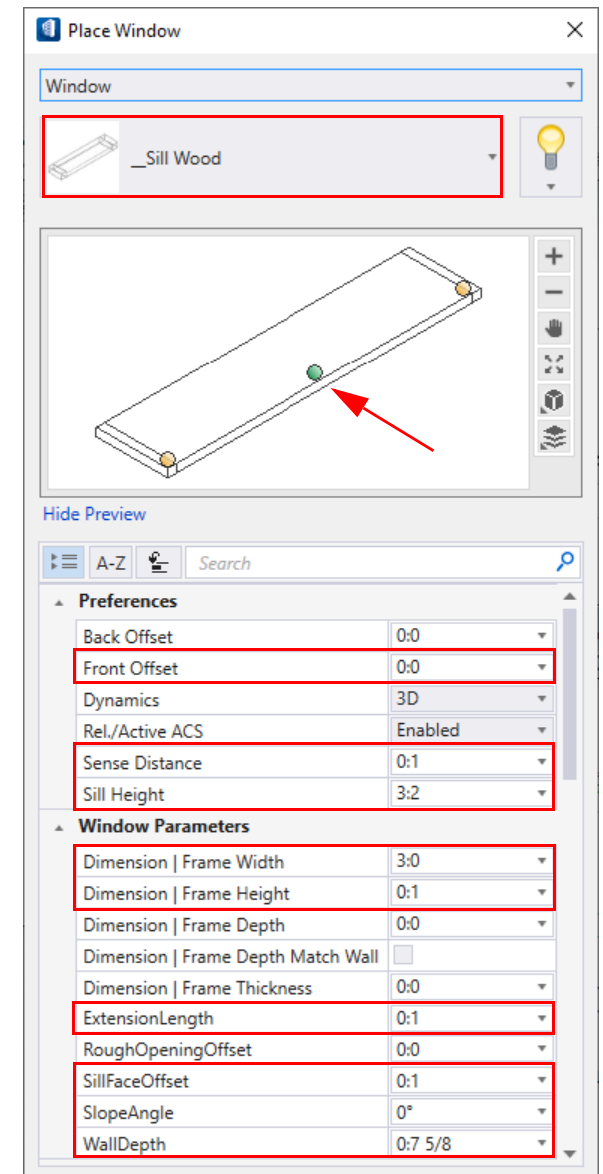 Place Window
Window
__Sill Wood
Hide Preview
A-Z Search
Preferences
Back Offset 0:0
Front Offset 0:0
Dynamics 3D
Rel./Active ACS Enabled
Sense Distance 0:1
Sill Height 3:2
Window Parameters
Dimension | Frame Width 3:0
Dimension | Frame Height 0:1
Dimension | Frame Depth 0:0
Dimension | Frame Depth Match Wall
Dimension | Frame Thickness 0:0
ExtensionLength 0:1
RoughOpeningOffset 0:0
SillFaceOffset 0:1
SlopeAngle 0°
WallDepth 0:7 5/8